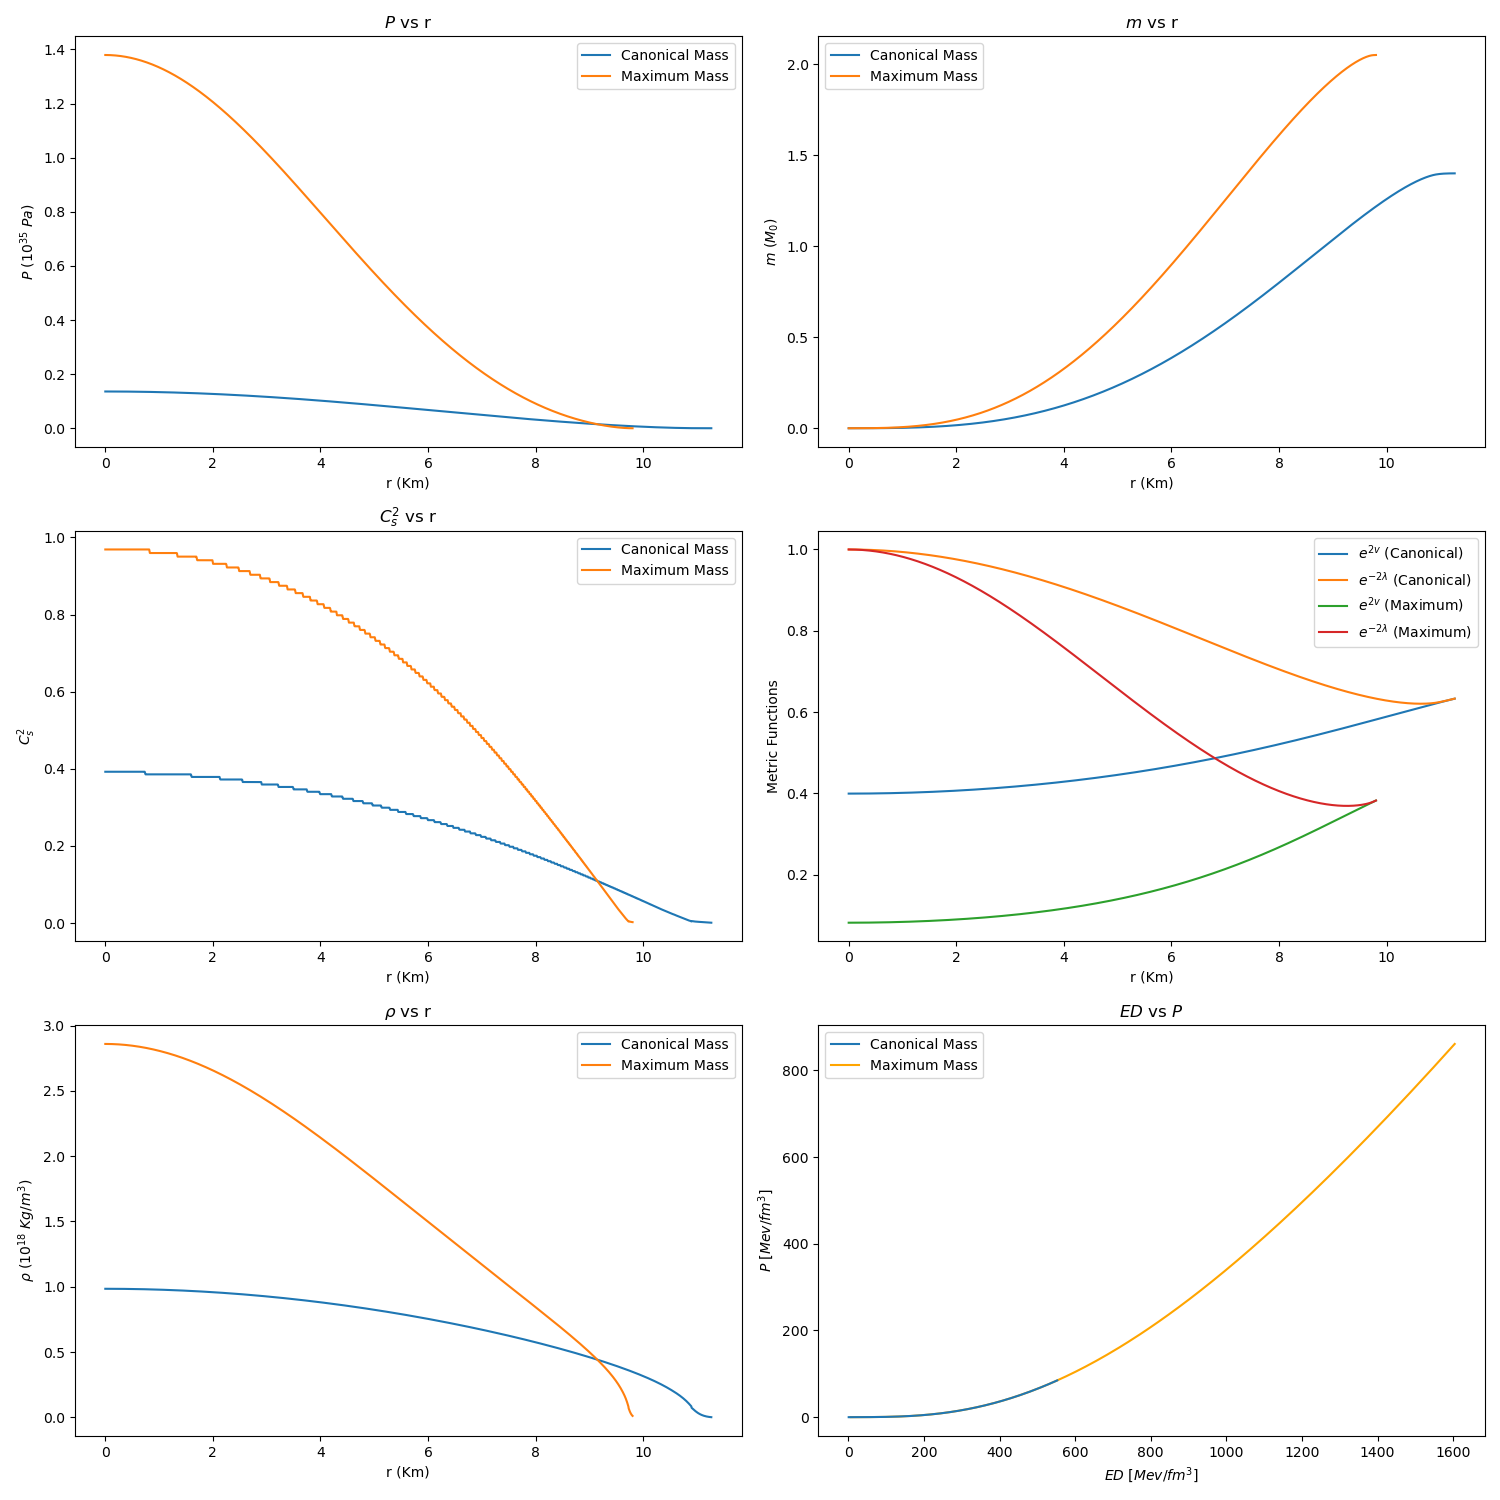 P vs r
P (10^35 Pa)
1.4
1.2
1.0
0.8
0.6
0.4
0.2
0.0
Canonical Mass
Maximum Mass
0 2 4 6 8 10
r (Km)
m vs r
m (M_0)
2.0
1.5
1.0
0.5
0.0
Canonical Mass
Maximum Mass
0 2 4 6 8 10
r (Km)
C_s^2 vs r
C_s^2
1.0
0.8
0.6
0.4
0.2
0.0
Canonical Mass
Maximum Mass
0 2 4 6 8 10
r (Km)
Metric Functions
1.0
0.8
0.6
0.4
0.2
e^{2v} (Canonical)
e^{-2λ} (Canonical)
e^{2v} (Maximum)
e^{-2λ} (Maximum)
0 2 4 6 8 10
r (Km)
ρ vs r
ρ (10^18 Kg/m^3)
3.0
2.5
2.0
1.5
1.0
0.5
0.0
Canonical Mass
Maximum Mass
0 2 4 6 8 10
r (Km)
ED vs P
P [Mev/fm^3]
800
600
400
200
0
Canonical Mass
Maximum Mass
0 200 400 600 800 1000 1200 1400 1600
ED [Mev/fm^3]